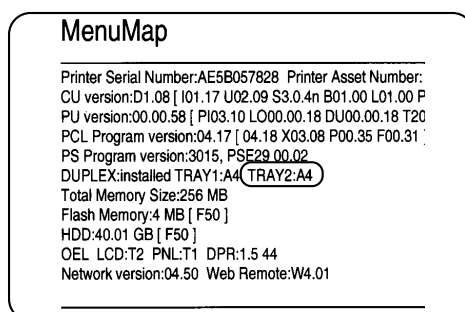 MenuMap
Printer Serial Number:AE5B057828 Printer Asset Number:
CU version:D1.08 [ I01.17 U02.09 S3.0.4n B01.00 L01.00 P
PU version:00.00.58 [ PI03.10 LO00.00.18 DU00.00.18 T20
PCL Program version:04.17 [ 04.18 X03.08 P00.35 F00.31 ]
PS Program version:3015, PSE29 00.02
DUPLEX:installed TRAY1:A4 TRAY2:A4
Total Memory Size:256 MB
Flash Memory:4 MB [ F50 ]
HDD:40.01 GB [ F50 ]
OEL LCD:T2 PNL:T1 DPR:1.5 44
Network version:04.50 Web Remote:W4.01